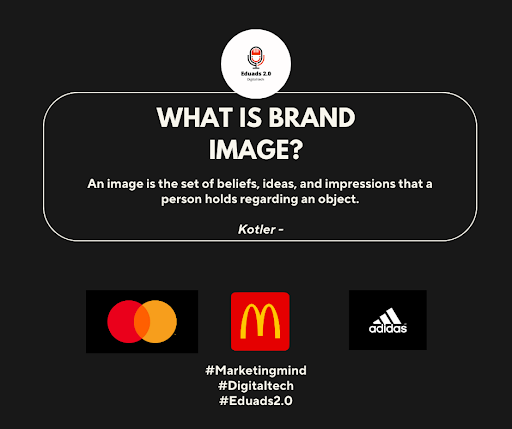 Eduads 2.0
Digitaltech
WHAT IS BRAND
IMAGE?
An image is the set of beliefs, ideas, and impressions that a
person holds regarding an object.
Kotler -
adidas
#Marketingmind
#Digitaltech
#Eduads2.0